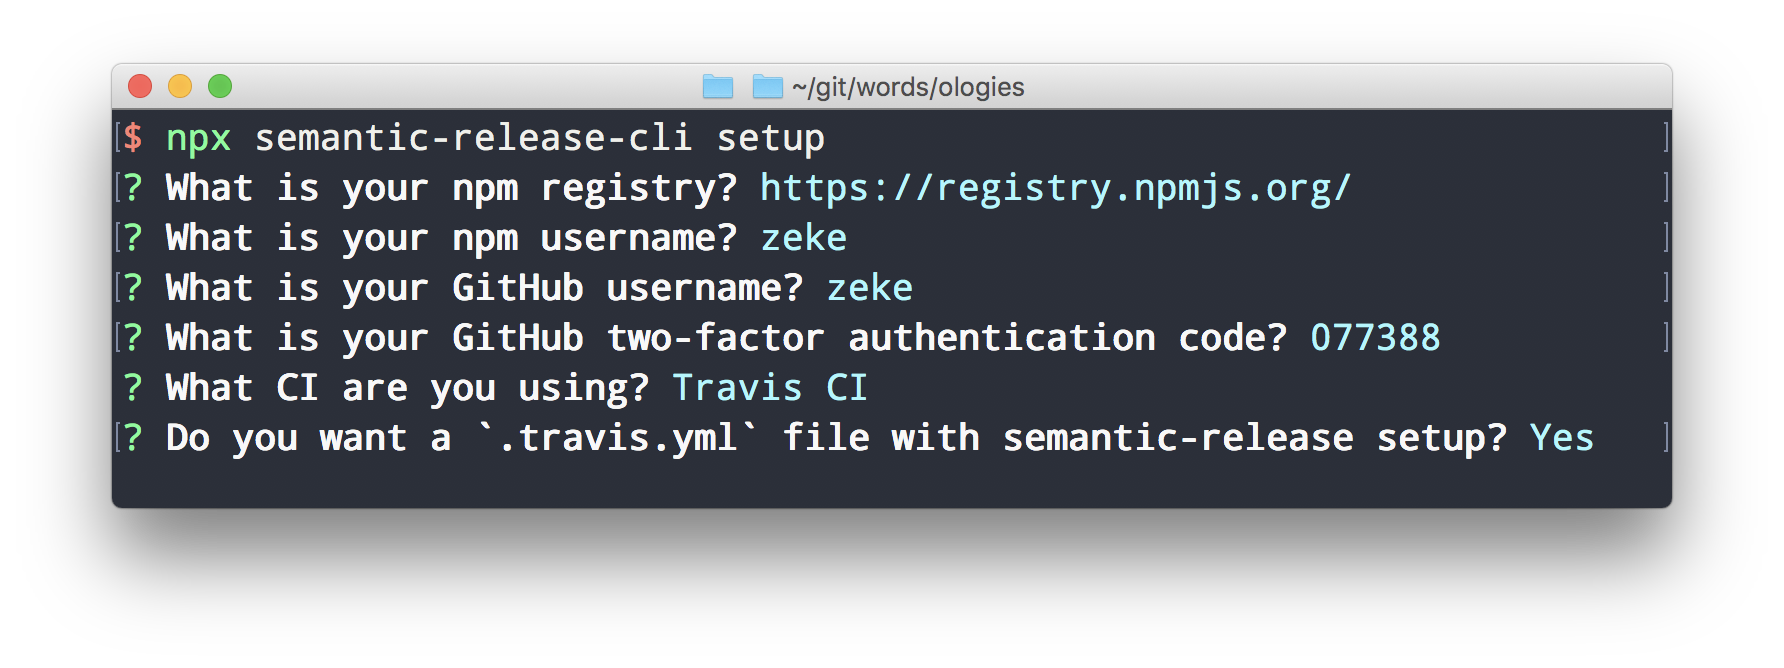 ~/git/words/ologies
$ npx semantic-release-cli setup
? What is your npm registry? https://registry.npmjs.org/
? What is your npm username? zeke
? What is your GitHub username? zeke
? What is your GitHub two-factor authentication code? 077388
? What CI are you using? Travis CI
? Do you want a `.travis.yml` file with semantic-release setup? Yes